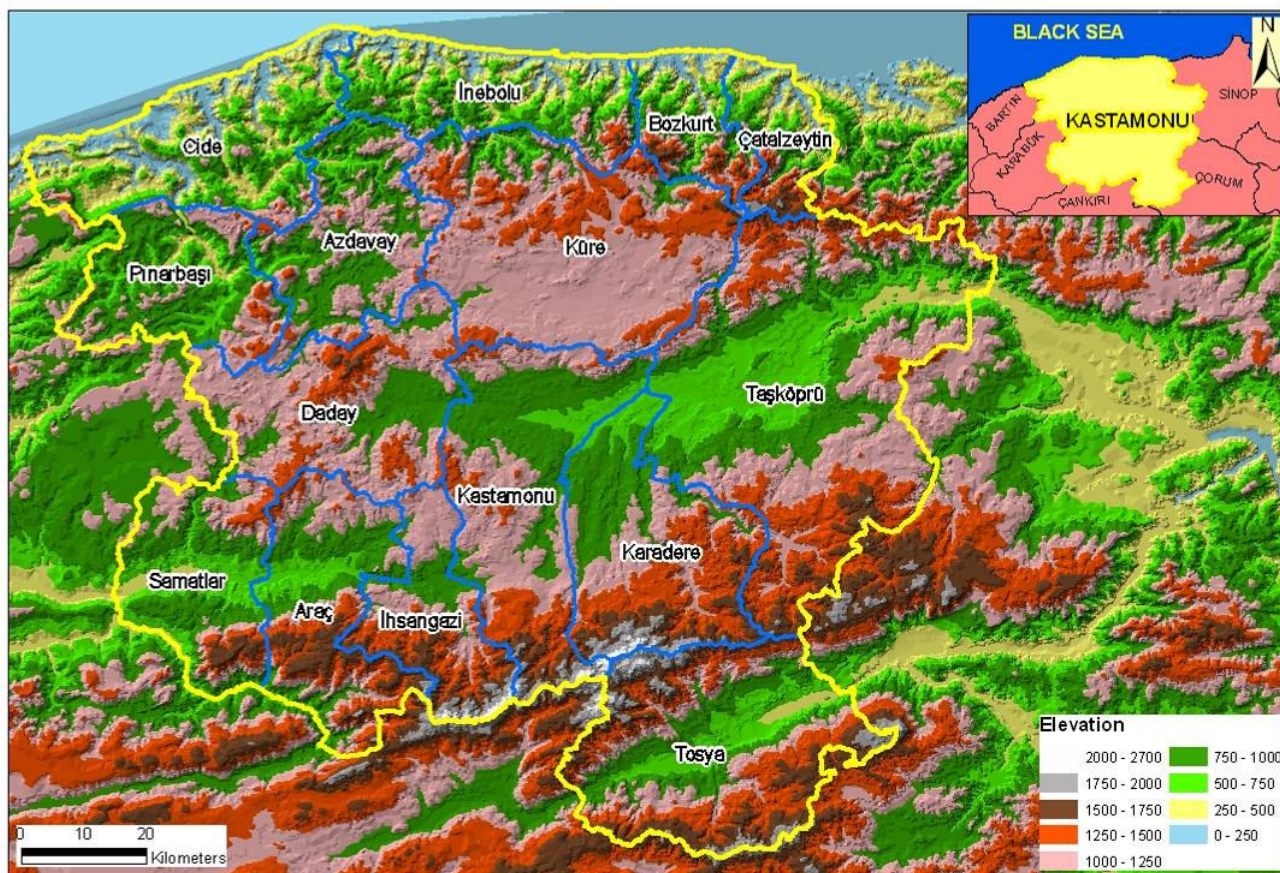 BLACK SEA
N
SİNOP
BARTIN
KASTAMONU
KARABÜK
ÇORUM
ÇANKIRI
İnebolu
Bozkurt
Çatalzeytin
Cide
Azdavay
Küre
Pınarbaşı
Taşköprü
Daday
Kastamonu
Karadere
Samatlar
Araç
İhsangazi
Tosya
Elevation
2000 - 2700
1750 - 2000
1500 - 1750
1250 - 1500
1000 - 1250
750 - 1000
500 - 750
250 - 500
0 - 250
0 10 20
Kilometers